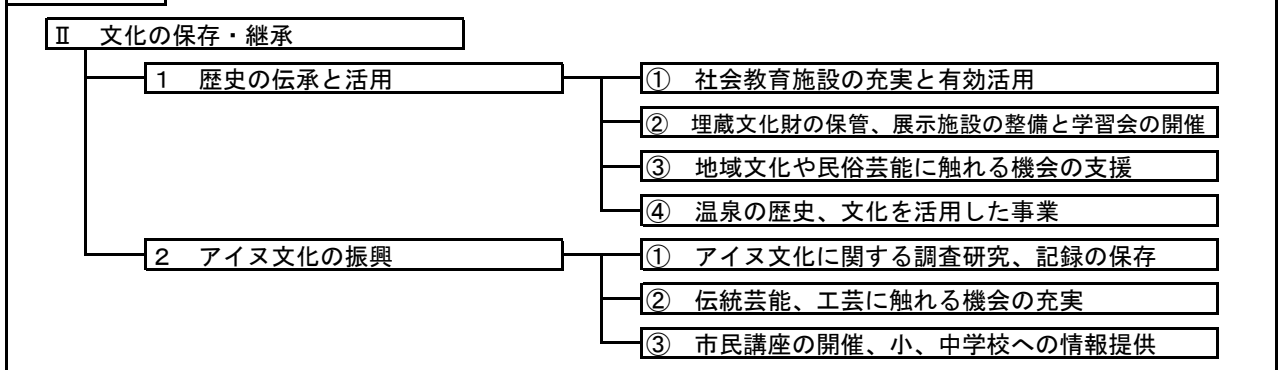 Ⅱ　文化の保存・継承
１　歴史の伝承と活用
①　社会教育施設の充実と有効活用
②　埋蔵文化財の保管、展示施設の整備と学習会の開催
③　地域文化や民俗芸能に触れる機会の支援
④　温泉の歴史、文化を活用した事業
２　アイヌ文化の振興
①　アイヌ文化に関する調査研究、記録の保存
②　伝統芸能、工芸に触れる機会の充実
③　市民講座の開催、小、中学校への情報提供